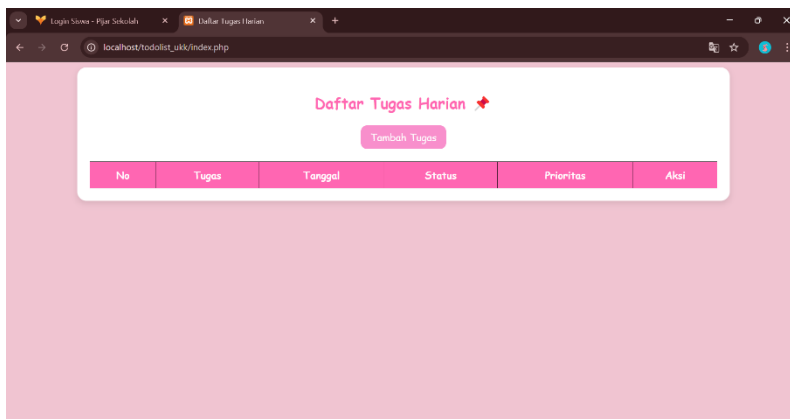 Login Siswa - Pijar Sekolah
Daftar Tugas Harian
localhost/todolist_ukk/index.php
Daftar Tugas Harian 📌
Tambah Tugas
No Tugas Tanggal Status Prioritas Aksi